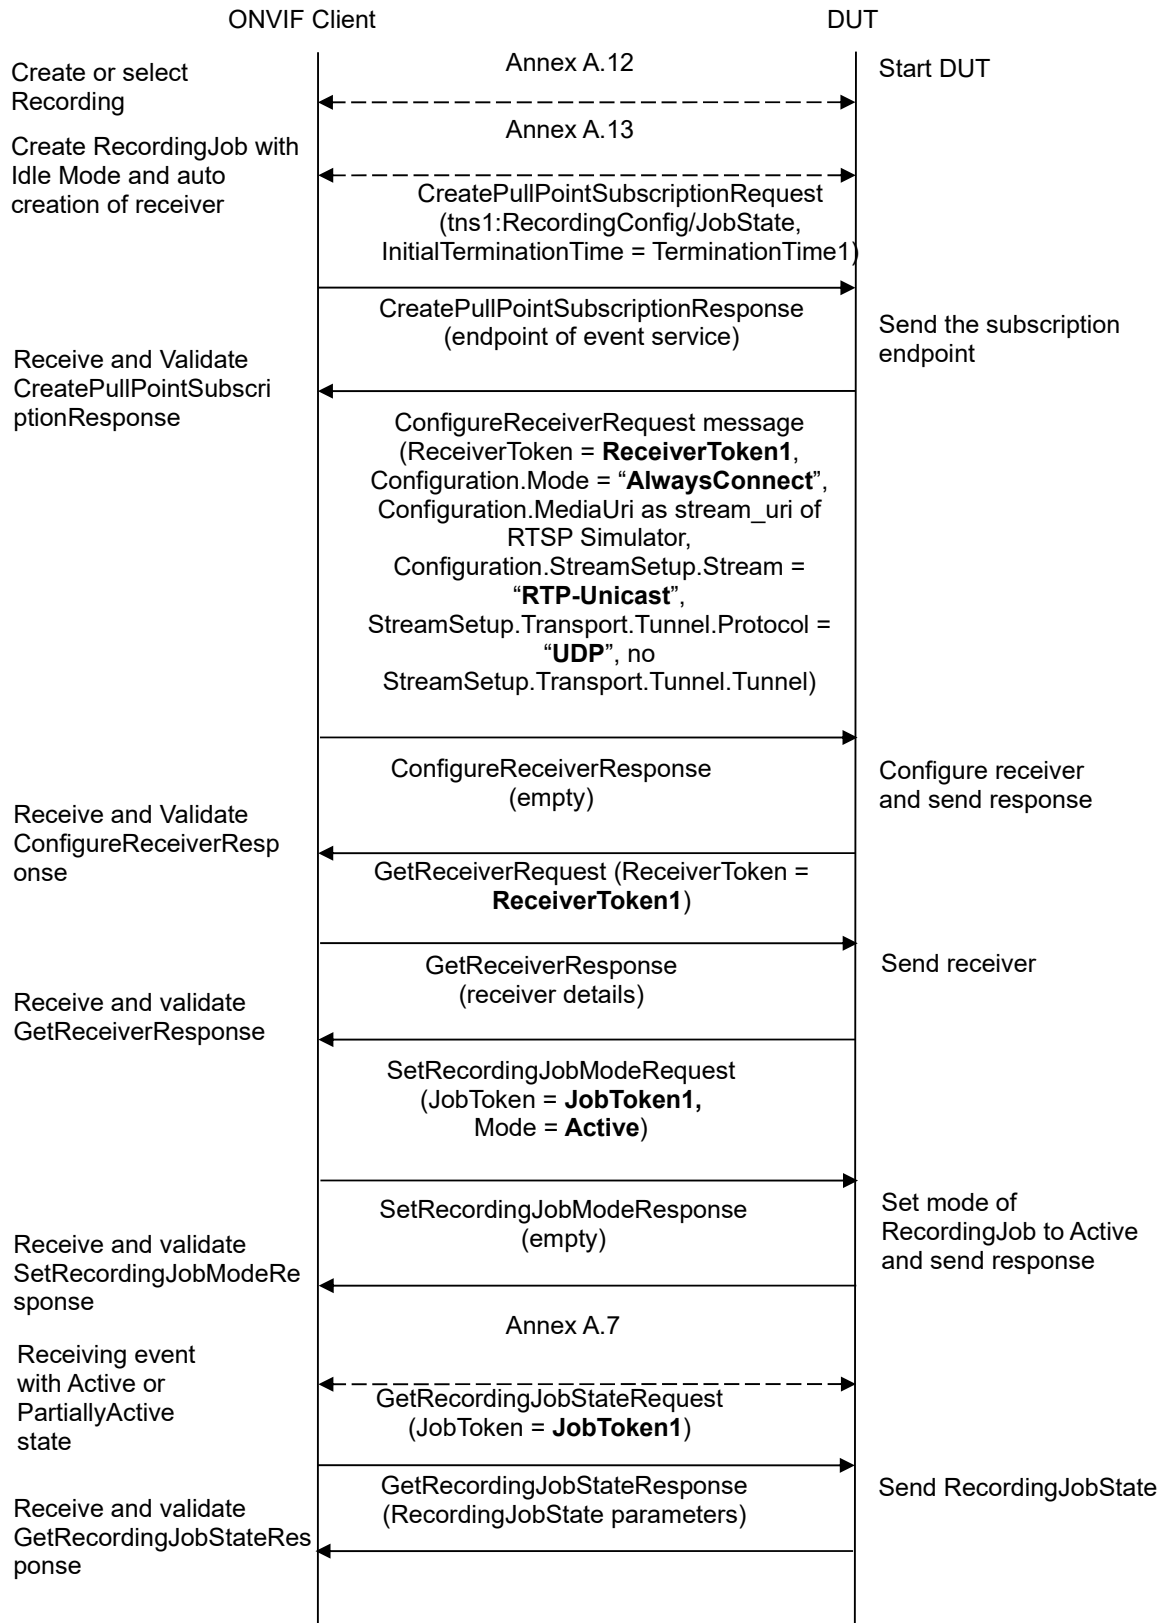 ONVIF Client
DUT
Annex A.12
Start DUT
Create or select
Recording
Annex A.13
Create RecordingJob with
Idle Mode and auto
creation of receiver
CreatePullPointSubscriptionRequest
(tns1:RecordingConfig/JobState,
InitialTerminationTime = TerminationTime1)
CreatePullPointSubscriptionResponse
(endpoint of event service)
Send the subscription
endpoint
Receive and Validate
CreatePullPointSubscri
ptionResponse
ConfigureReceiverRequest message
(ReceiverToken = ReceiverToken1,
Configuration.Mode = “AlwaysConnect”,
Configuration.MediaUri as stream_uri of
RTSP Simulator,
Configuration.StreamSetup.Stream =
“RTP-Unicast”,
StreamSetup.Transport.Tunnel.Protocol =
“UDP”, no
StreamSetup.Transport.Tunnel.Tunnel)
ConfigureReceiverResponse
(empty)
Configure receiver
and send response
Receive and Validate
ConfigureReceiverResp
onse
GetReceiverRequest (ReceiverToken =
ReceiverToken1)
GetReceiverResponse
(receiver details)
Send receiver
Receive and validate
GetReceiverResponse
SetRecordingJobModeRequest
(JobToken = JobToken1,
Mode = Active)
SetRecordingJobModeResponse
(empty)
Set mode of
RecordingJob to Active
and send response
Receive and validate
SetRecordingJobModeRe
sponse
Annex A.7
Receiving event
with Active or
PartiallyActive
state
GetRecordingJobStateRequest
(JobToken = JobToken1)
GetRecordingJobStateResponse
(RecordingJobState parameters)
Send RecordingJobState
Receive and validate
GetRecordingJobStateRes
ponse